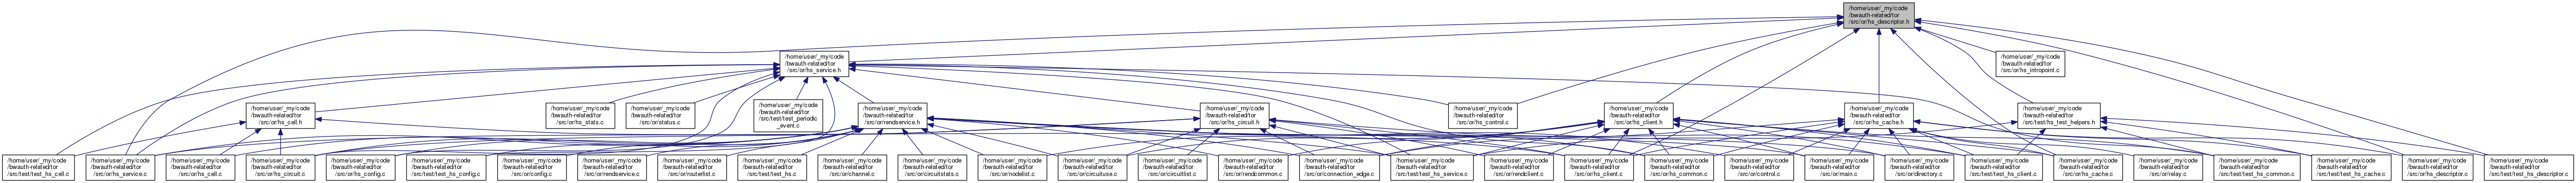 /home/user/_my/code
/bwauth-related/tor
/src/or/hs_descriptor.h
/home/user/_my/code
/bwauth-related/tor
/src/or/hs_service.h
/home/user/_my/code
/bwauth-related/tor
/src/or/hs_intropoint.c
/home/user/_my/code
/bwauth-related/tor
/src/or/hs_cell.h
/home/user/_my/code
/bwauth-related/tor
/src/or/hs_stats.c
/home/user/_my/code
/bwauth-related/tor
/src/or/status.c
/home/user/_my/code
/bwauth-related/tor
/src/test/test_periodic
_event.c
/home/user/_my/code
/bwauth-related/tor
/src/or/rendservice.h
/home/user/_my/code
/bwauth-related/tor
/src/or/hs_circuit.h
/home/user/_my/code
/bwauth-related/tor
/src/or/hs_control.c
/home/user/_my/code
/bwauth-related/tor
/src/or/hs_client.h
/home/user/_my/code
/bwauth-related/tor
/src/or/hs_cache.h
/home/user/_my/code
/bwauth-related/tor
/src/test/hs_test_helpers.h
/home/user/_my/code
/bwauth-related/tor
/src/test/test_hs_cell.c
/home/user/_my/code
/bwauth-related/tor
/src/or/hs_service.c
/home/user/_my/code
/bwauth-related/tor
/src/or/hs_cell.c
/home/user/_my/code
/bwauth-related/tor
/src/or/hs_circuit.c
/home/user/_my/code
/bwauth-related/tor
/src/or/hs_config.c
/home/user/_my/code
/bwauth-related/tor
/src/test/test_hs_config.c
/home/user/_my/code
/bwauth-related/tor
/src/or/config.c
/home/user/_my/code
/bwauth-related/tor
/src/or/rendservice.c
/home/user/_my/code
/bwauth-related/tor
/src/or/routerlist.c
/home/user/_my/code
/bwauth-related/tor
/src/test/test_hs.c
/home/user/_my/code
/bwauth-related/tor
/src/or/channel.c
/home/user/_my/code
/bwauth-related/tor
/src/or/circuitstats.c
/home/user/_my/code
/bwauth-related/tor
/src/or/nodelist.c
/home/user/_my/code
/bwauth-related/tor
/src/or/circuituse.c
/home/user/_my/code
/bwauth-related/tor
/src/or/circuitlist.c
/home/user/_my/code
/bwauth-related/tor
/src/or/rendcommon.c
/home/user/_my/code
/bwauth-related/tor
/src/or/connection_edge.c
/home/user/_my/code
/bwauth-related/tor
/src/test/test_hs_service.c
/home/user/_my/code
/bwauth-related/tor
/src/or/rendclient.c
/home/user/_my/code
/bwauth-related/tor
/src/or/hs_client.c
/home/user/_my/code
/bwauth-related/tor
/src/or/hs_common.c
/home/user/_my/code
/bwauth-related/tor
/src/or/control.c
/home/user/_my/code
/bwauth-related/tor
/src/or/main.c
/home/user/_my/code
/bwauth-related/tor
/src/or/directory.c
/home/user/_my/code
/bwauth-related/tor
/src/test/test_hs_client.c
/home/user/_my/code
/bwauth-related/tor
/src/or/hs_cache.c
/home/user/_my/code
/bwauth-related/tor
/src/or/relay.c
/home/user/_my/code
/bwauth-related/tor
/src/test/test_hs_common.c
/home/user/_my/code
/bwauth-related/tor
/src/test/test_hs_cache.c
/home/user/_my/code
/bwauth-related/tor
/src/or/hs_descriptor.c
/home/user/_my/code
/bwauth-related/tor
/src/test/test_hs_descriptor.c